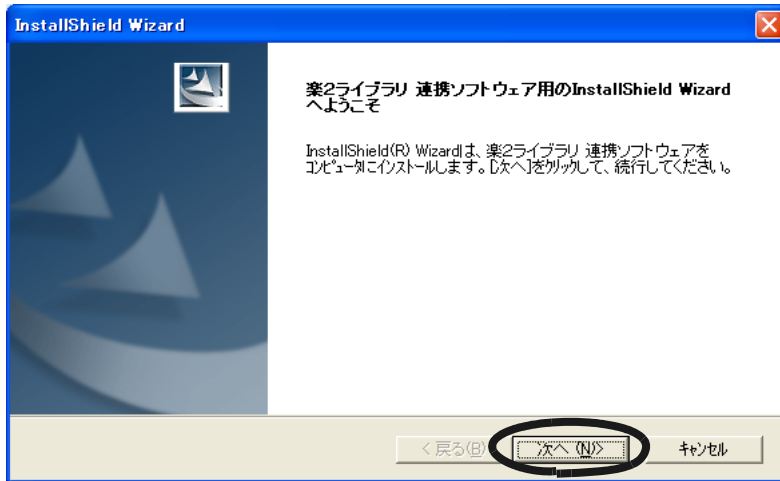 InstallShield Wizard
楽2ライブラリ 連携ソフトウェア用のInstallShield Wizard
へようこそ
InstallShield(R) Wizardは、楽2ライブラリ 連携ソフトウェアを
コンピュータにインストールします。[次へ]をクリックして、続行してください。
< 戻る(B)
次へ(N)>
キャンセル